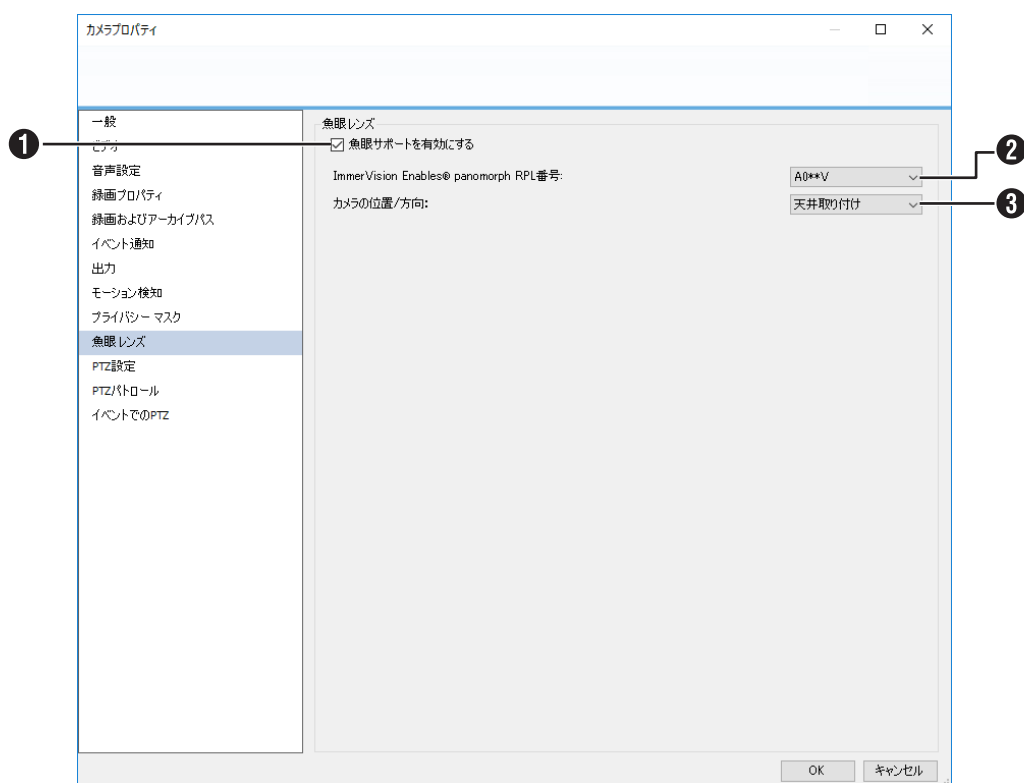 カメラプロパティ
一般
ビデオ
音声設定
録画プロパティ
録画およびアーカイブパス
イベント通知
出力
モーション検知
プライバシー マスク
魚眼レンズ
PTZ設定
PTZパトロール
イベントでのPTZ
魚眼レンズ
❶
魚眼サポートを有効にする
ImmerVision Enables® panomorph RPL番号:
A0**V
❷
カメラの位置/方向:
天井取り付け
❸
OK
キャンセル